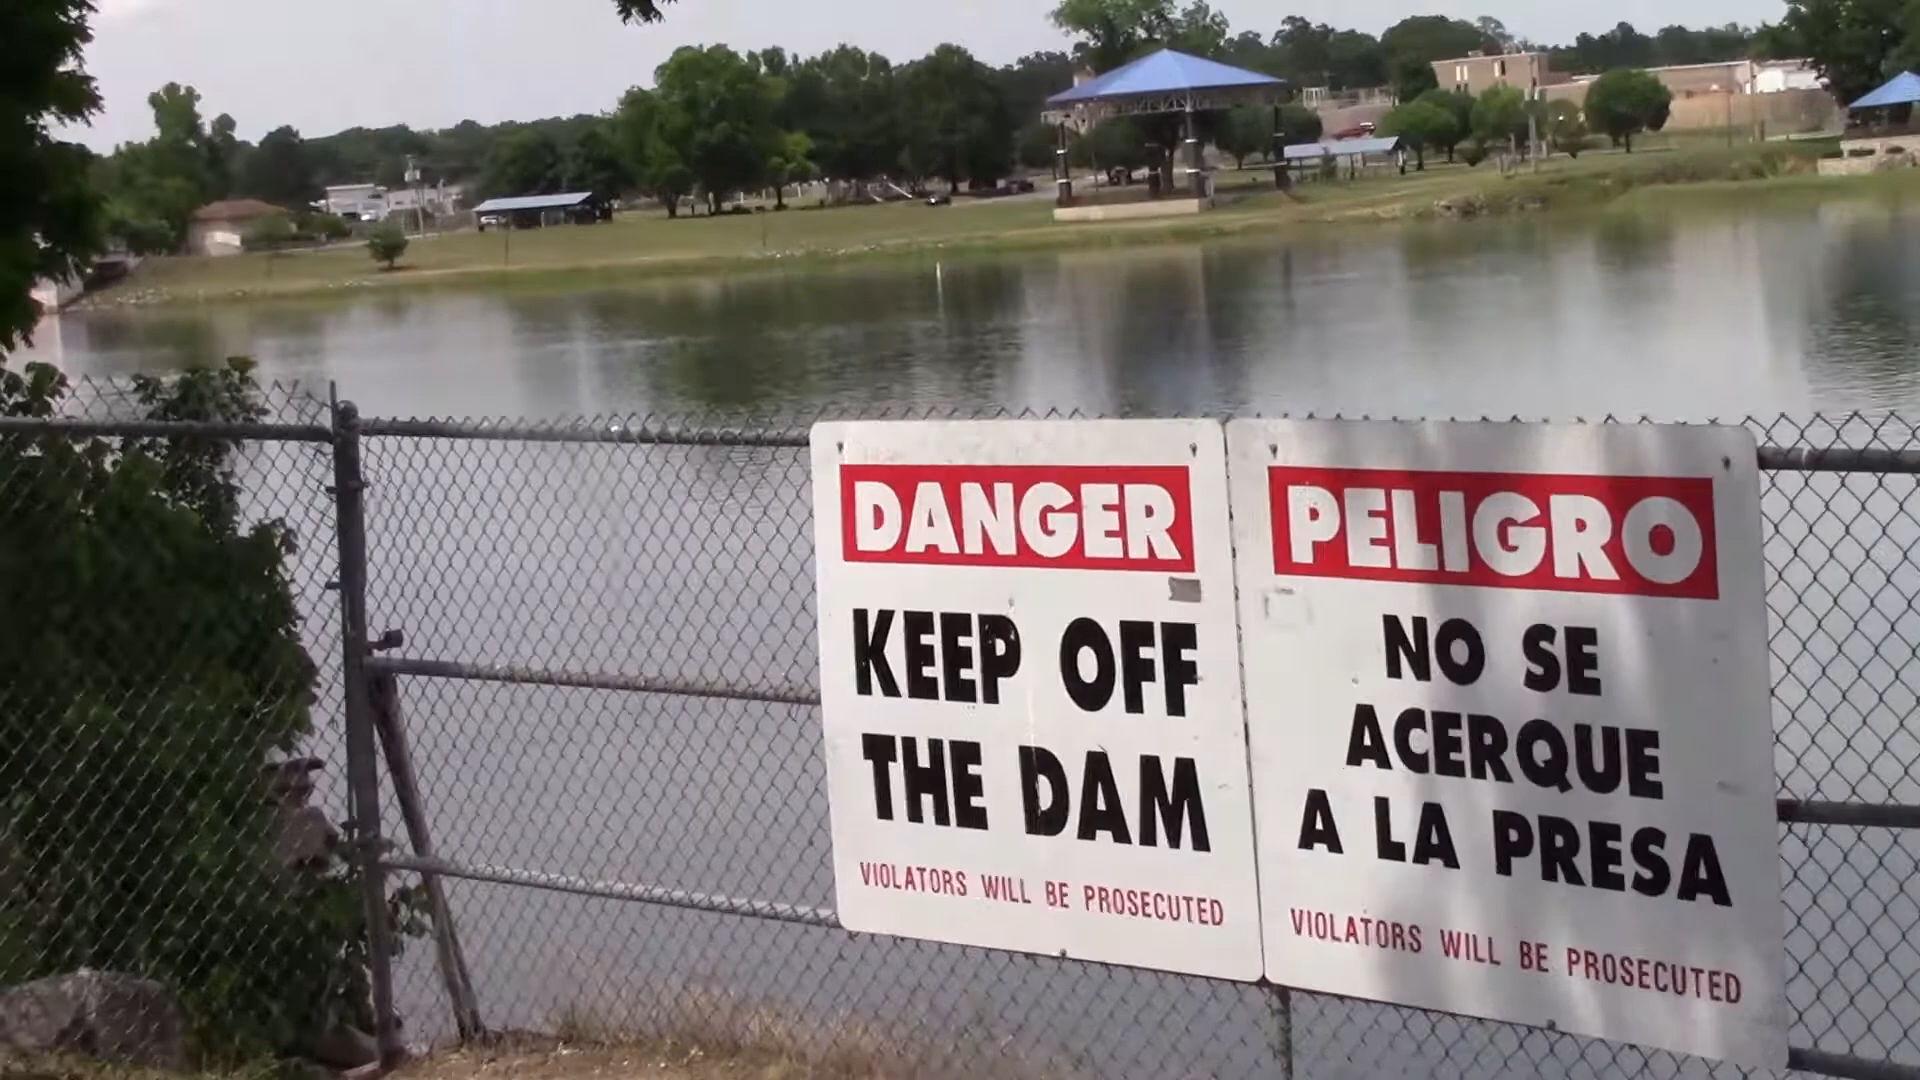 DANGER
KEEP OFF
THE DAM
VIOLATORS WILL BE PROSECUTED
PELIGRO
NO SE
ACERQUE
A LA PRESA
VIOLATORS WILL BE PROSECUTED